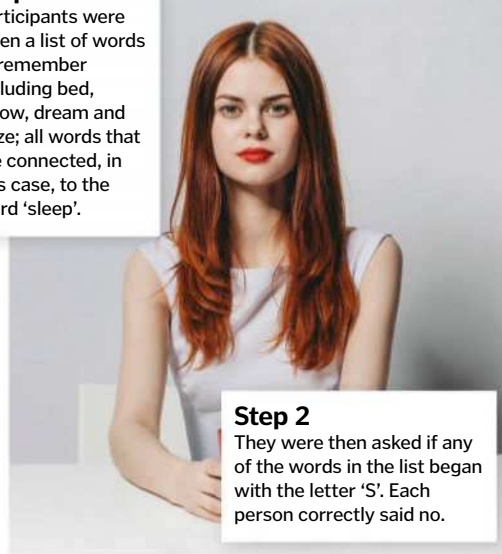 rticipants were
en a list of words
remember
luding bed,
ow, dream and
ze; all words that
e connected, in
s case, to the
rd ‘sleep’.
Step 2
They were then asked if any
of the words in the list began
with the letter ‘S’. Each
person correctly said no.